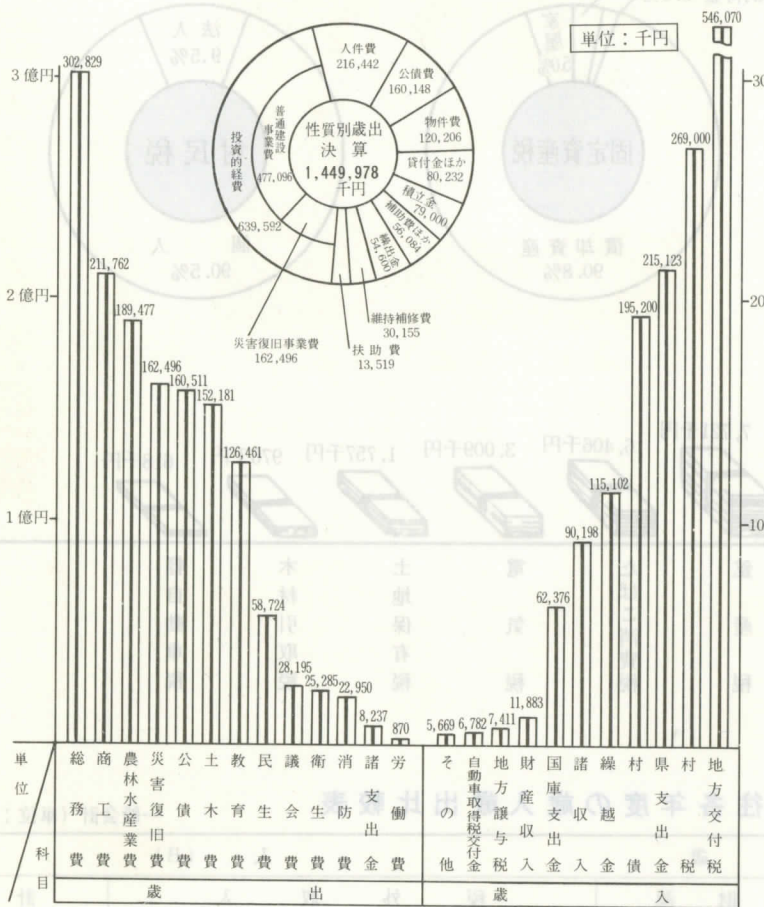 単位：千円
546,070
3億円
302,829
2億円
1億円
211,762
189,477
162,496
160,511
152,181
126,461
58,724
28,195
25,285
22,950
8,237
870
性質別歳出
決算
1,449,978
千円
人件費
216,442
公債費
160,148
物件費
120,206
貸付金ほか
80,232
積立金
79,000
補助費ほか
56,084
繰出金
54,600
維持補修費
30,155
扶助費
13,519
災害復旧事業費
162,496
普通建設
事業費
477,096
投資的経費
639,592
5,669
6,782
7,411
11,883
62,376
90,198
115,102
195,200
215,123
269,000
30
20
10
単位
科目
総務費
商工費
農林水産業費
災害復旧費
公債費
土木費
教育費
民生費
議会費
衛生費
消防費
諸支出金
労働費
歳出
その他
自動車取得税交付金
地方譲与税
財産収入
国庫支出金
諸収入
繰越金
村債
県支出金
村税
地方交付税
歳入